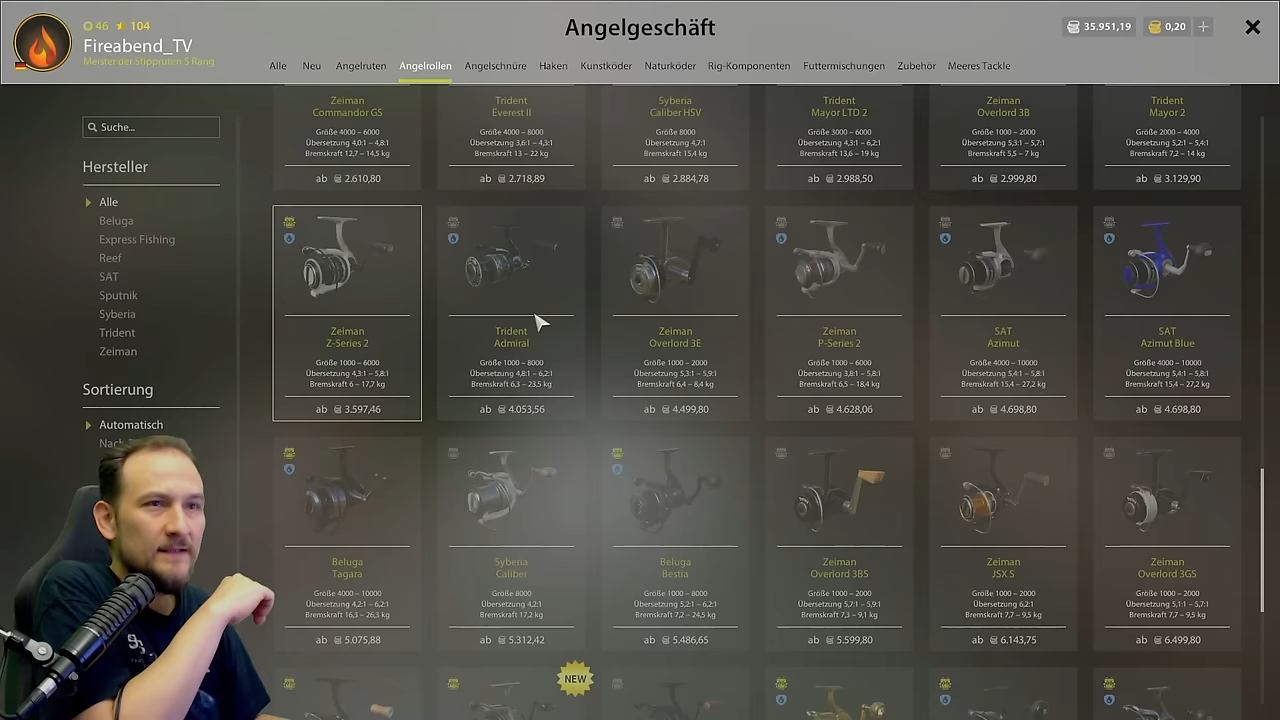 46 104
Fireabend_TV
Meister der Stippruten 5 Rang
Angelgeschäft
35.951,19 0,20 +
Alle Neu Angelruten Angelrollen Angelschnüre Haken Kunstköder Naturköder Rig-Komponenten Futtermischungen Zubehör Meeres Tackle
Suche...
Hersteller
Alle
Beluga
Express Fishing
Reef
SAT
Sputnik
Syberia
Trident
Zeiman
Sortierung
Automatisch
Zeiman
Commandor GS
Größe 4000 – 6000
Übersetzung 4,0:1 – 4,8:1
Bremskraft 12,7 – 14,5 kg
ab 2.610,80
Trident
Everest II
Größe 4000 – 8000
Übersetzung 3,6:1 – 4,3:1
Bremskraft 13 – 22 kg
ab 2.718,89
Syberia
Caliber HSV
Größe 8000
Übersetzung 4,7:1
Bremskraft 15,4 kg
ab 2.884,78
Trident
Mayor LTD 2
Größe 3000 – 6000
Übersetzung 4,3:1 – 6,2:1
Bremskraft 13,6 – 19 kg
ab 2.988,50
Zeiman
Overlord 3B
Größe 1000 – 2000
Übersetzung 5,3:1 – 5,7:1
Bremskraft 5,5 – 7 kg
ab 2.999,80
Trident
Mayor 2
Größe 2000 – 4000
Übersetzung 5,2:1 – 5,4:1
Bremskraft 7,2 – 14 kg
ab 3.129,90
Zeiman
Z-Series 2
Größe 1000 – 6000
Übersetzung 4,3:1 – 5,8:1
Bremskraft 6 – 17,7 kg
ab 3.597,46
Trident
Admiral
Größe 1000 – 8000
Übersetzung 4,8:1 – 6,2:1
Bremskraft 6,3 – 23,5 kg
ab 4.053,56
Zeiman
Overlord 3E
Größe 1000 – 2000
Übersetzung 5,3:1 – 5,9:1
Bremskraft 6,4 – 8,4 kg
ab 4.499,80
Zeiman
P-Series 2
Größe 1000 – 6000
Übersetzung 3,8:1 – 5,8:1
Bremskraft 6,5 – 18,4 kg
ab 4.628,06
SAT
Azimut
Größe 4000 – 10000
Übersetzung 5,4:1 – 5,8:1
Bremskraft 15,4 – 27,2 kg
ab 4.698,80
SAT
Azimut Blue
Größe 4000 – 10000
Übersetzung 5,4:1 – 5,8:1
Bremskraft 15,4 – 27,2 kg
ab 4.698,80
Beluga
Tagara
Größe 4000 – 10000
Übersetzung 4,2:1 – 6,2:1
Bremskraft 16,3 – 26,3 kg
ab 5.075,88
Syberia
Caliber
Größe 8000
Übersetzung 4,2:1
Bremskraft 17,2 kg
ab 5.312,42
Beluga
Bestia
Größe 1000 – 8000
Übersetzung 5,2:1 – 6,2:1
Bremskraft 7,2 – 24,5 kg
ab 5.486,65
Zeiman
Overlord 3BS
Größe 1000 – 2000
Übersetzung 5,7:1 – 5,9:1
Bremskraft 7,3 – 9,1 kg
ab 5.599,80
Zeiman
JSX S
Größe 1000 – 2000
Übersetzung 6,2:1
Bremskraft 7,7 – 9,5 kg
ab 6.143,75
Zeiman
Overlord 3GS
Größe 1000 – 2000
Übersetzung 5,1:1 – 5,7:1
Bremskraft 7,7 – 9,5 kg
ab 6.499,80
NEW